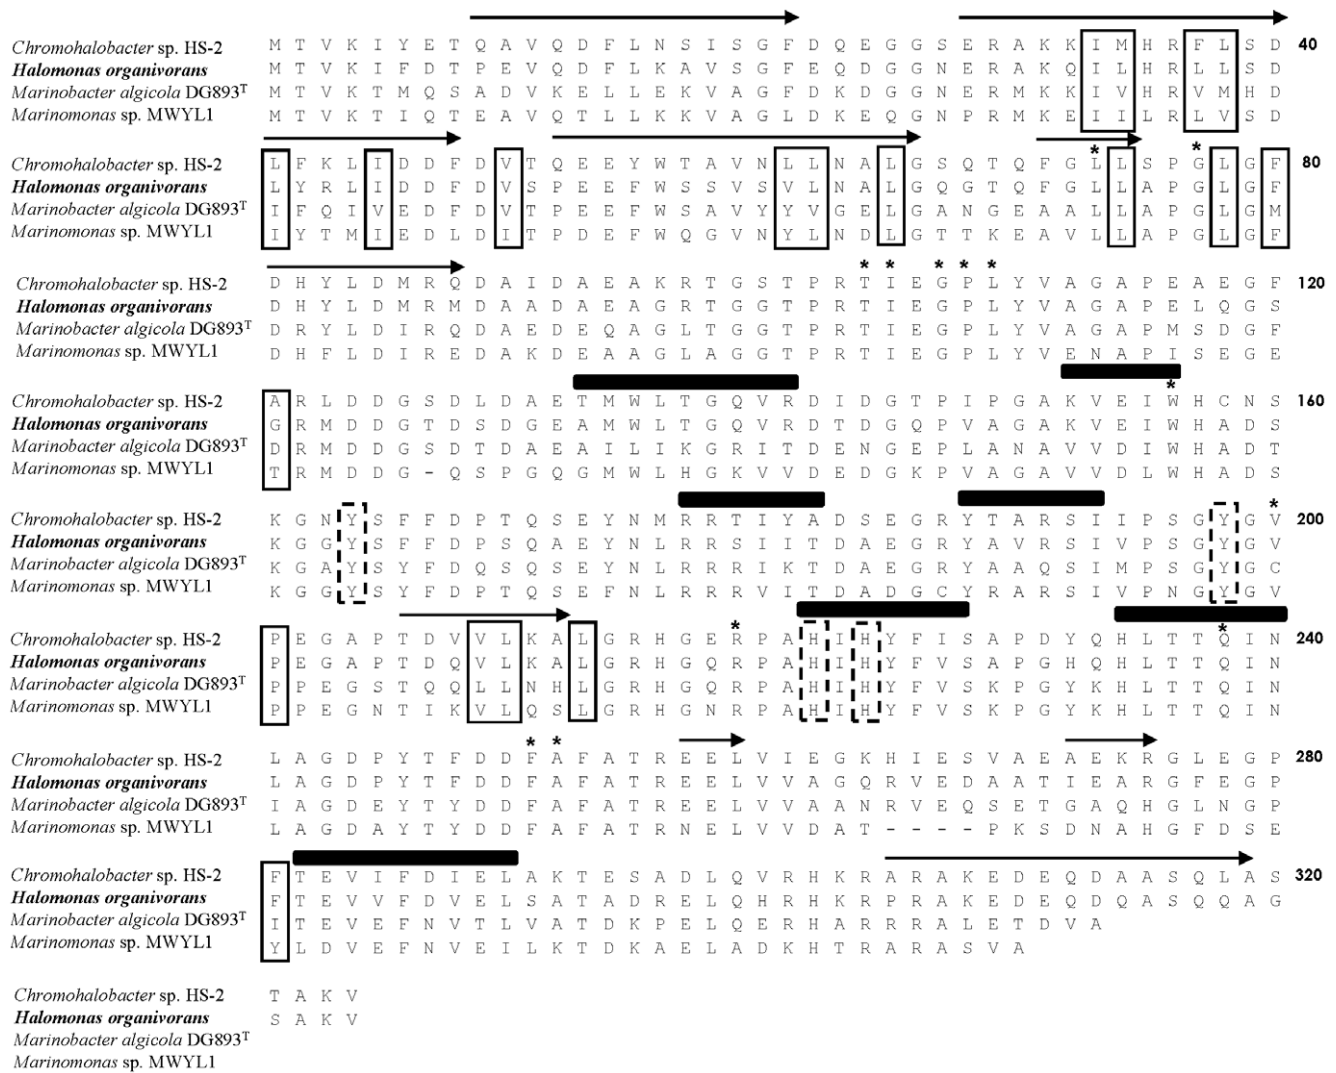 Chromohalobacter sp. HS-2 M T V K I Y E T Q A V Q D F L N S I S G F D Q E G G S E R A K K I M H R F L S D 40
Halomonas organivorans M T V K I F D T P E V Q D F L K A V S G F E Q D G G N E R A K Q I L H R L L S D
Marinobacter algicola DG893T M T V K T M Q S A D V K E L L E K V A G F D K D G G N E R M K K I V H R V M H D
Marinomonas sp. MWYL1 M T V K T I Q T E A V Q T L L K K V A G L D K E Q G N P R M K E I I L R L V S D
* *
Chromohalobacter sp. HS-2 L F K L I D D F D V T Q E E Y W T A V N L L N A L G S Q T Q F G L L S P G L G F 80
Halomonas organivorans L Y R L I D D F D V S P E E F W S S V S V L N A L G Q G T Q F G L L A P G L G F
Marinobacter algicola DG893T I F Q I V E D F D V T P E E F W S A V Y Y V G E L G A N G E A A L L A P G L G M
Marinomonas sp. MWYL1 I Y T M I E D L D I T P D E F W Q G V N Y L N D L G T T K E A V L L A P G L G F
* * * * *
Chromohalobacter sp. HS-2 D H Y L D M R Q D A I D A E A K R T G S T P R T I E G P L Y V A G A P E A E G F 120
Halomonas organivorans D H Y L D M R M D A A D A E A G R T G G T P R T I E G P L Y V A G A P E L Q G S
Marinobacter algicola DG893T D R Y L D I R Q D A E D E Q A G L T G G T P R T I E G P L Y V A G A P M S D G F
Marinomonas sp. MWYL1 D H F L D I R E D A K D E A A G L A G G T P R T I E G P L Y V E N A P I S E G E
*
Chromohalobacter sp. HS-2 A R L D D G S D L D A E T M W L T G Q V R D I D G T P I P G A K V E I W H C N S 160
Halomonas organivorans G R M D D G T D S D G E A M W L T G Q V R D T D G Q P V A G A K V E I W H A D S
Marinobacter algicola DG893T D R M D D G S D T D A E A I L I K G R I T D E N G E P L A N A V V D I W H A D T
Marinomonas sp. MWYL1 T R M D D G - Q S P G Q G M W L H G K V V D E D G K P V A G A V V D L W H A D S
*
Chromohalobacter sp. HS-2 K G N Y S F F D P T Q S E Y N M R R T I Y A D S E G R Y T A R S I I P S G Y G V 200
Halomonas organivorans K G G Y S F F D P S Q A E Y N L R R S I I T D A E G R Y A V R S I V P S G Y G V
Marinobacter algicola DG893T K G A Y S Y F D Q S Q S E Y N L R R R I K T D A E G R Y A A Q S I M P S G Y G C
Marinomonas sp. MWYL1 K G G Y S Y F D P T Q S E F N L R R R V I T D A D G C Y R A R S I V P N G Y G V
* *
Chromohalobacter sp. HS-2 P E G A P T D V V L K A L G R H G E R P A H I H Y F I S A P D Y Q H L T T Q I N 240
Halomonas organivorans P E G A P T D Q V L K A L G R H G Q R P A H I H Y F V S A P G H Q H L T T Q I N
Marinobacter algicola DG893T P P E G S T Q Q L L N H L G R H G Q R P A H I H Y F V S K P G Y K H L T T Q I N
Marinomonas sp. MWYL1 P P E G N T I K V L Q S L G R H G N R P A H I H Y F V S K P G Y K H L T T Q I N
* *
Chromohalobacter sp. HS-2 L A G D P Y T F D D F A F A T R E E L V I E G K H I E S V A E A E K R G L E G P 280
Halomonas organivorans L A G D P Y T F D D F A F A T R E E L V V A G Q R V E D A A T I E A R G F E G P
Marinobacter algicola DG893T I A G D E Y T Y D D F A F A T R E E L V V A A N R V E Q S E T G A Q H G L N G P
Marinomonas sp. MWYL1 L A G D A Y T Y D D F A F A T R N E L V V D A T - - - - P K S D N A H G F D S E
Chromohalobacter sp. HS-2 F T E V I F D I E L A K T E S A D L Q V R H K R A R A K E D E Q D A A S Q L A S 320
Halomonas organivorans F T E V V F D V E L S A T A D R E L Q H R H K R P R A K E D E Q D Q A S Q Q A G
Marinobacter algicola DG893T I T E V E F N V T L V A T D K P E L Q E R H A R R R A L E T D V A
Marinomonas sp. MWYL1 Y L D V E F N V E I L K T D K A E L A D K H T R A R A S V A
Chromohalobacter sp. HS-2 T A K V
Halomonas organivorans S A K V
Marinobacter algicola DG893T
Marinomonas sp. MWYL1